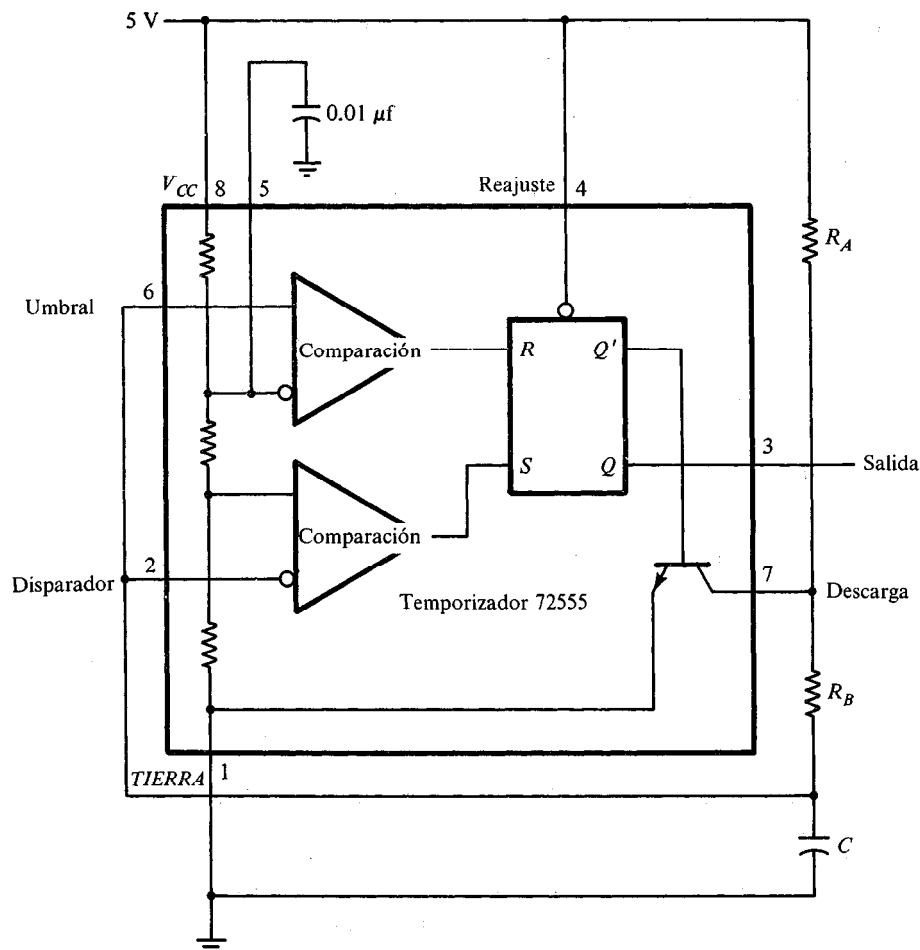 5 V
0.01 µf
V_CC 8 5 Reajuste 4
R_A
6
Umbral
Comparación R Q'
3
S Q Salida
Comparación
2 7
Disparador Temporizador 72555 Descarga
R_B
TIERRA 1
C